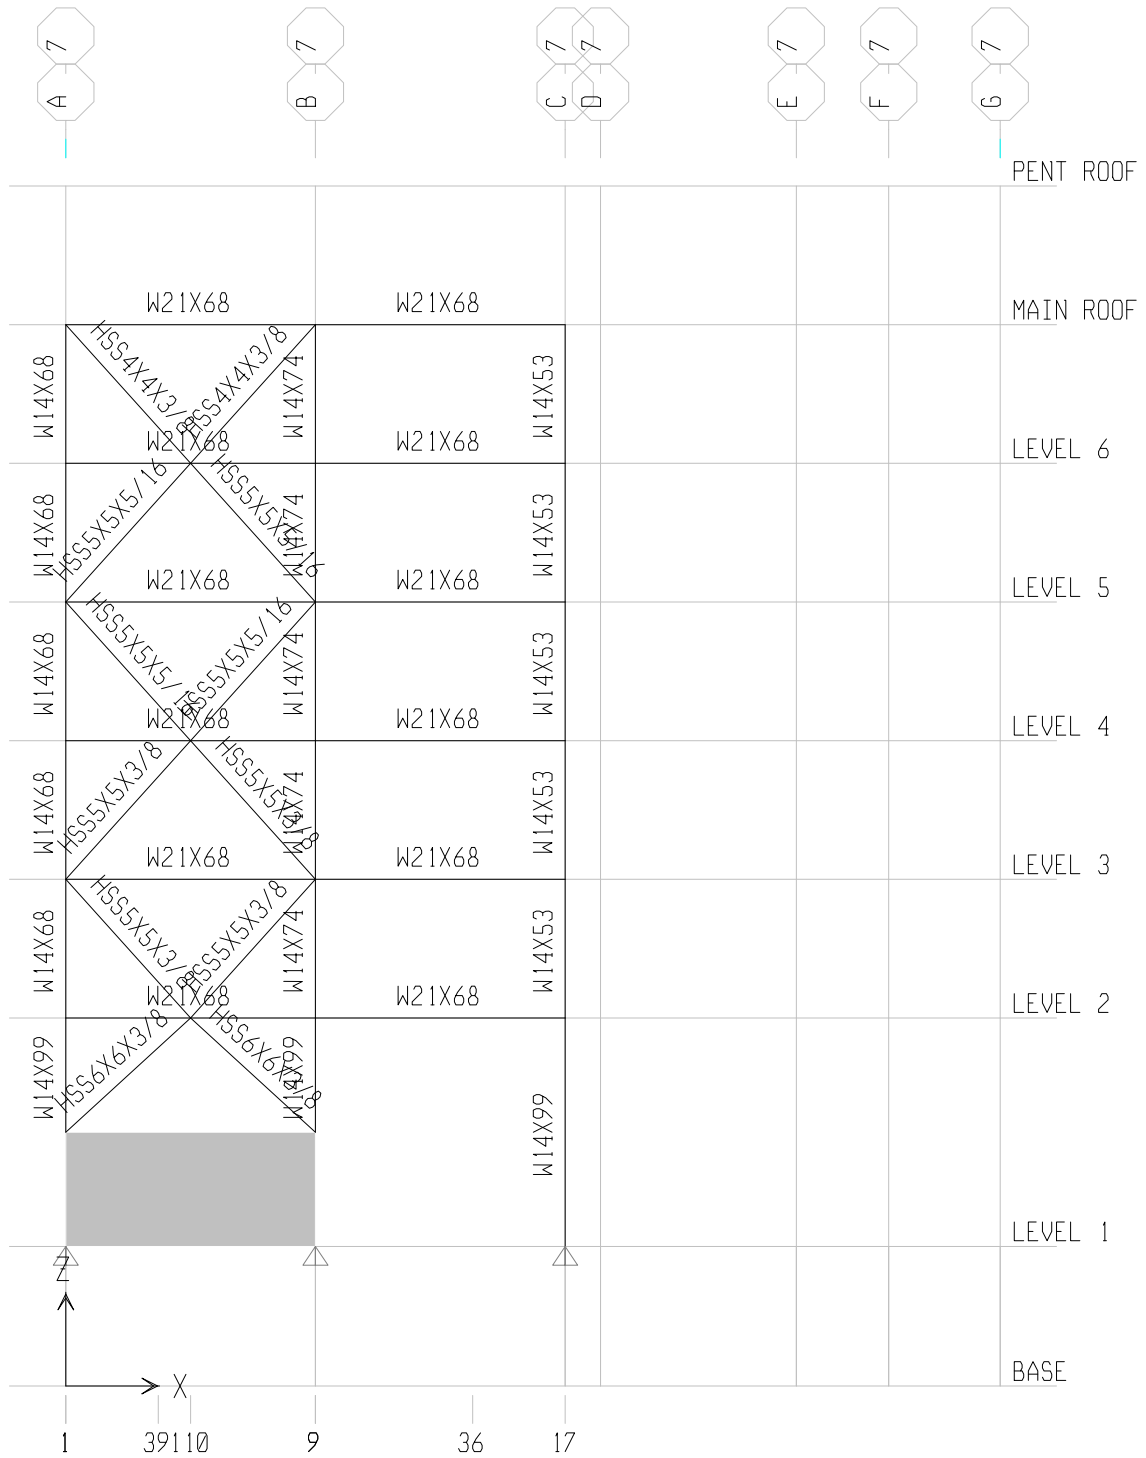 7 7 7 7 7 7 7
A B C D E F G
PENT ROOF
W21X68 W21X68
MAIN ROOF
HSS4X4X3/8 HSS4X4X3/8
W14X68 W14X74 W14X53
W21X68
LEVEL 6
HSS5X5X5/16 HSS5X5X5/16
W14X68 W14X74 W14X53
W21X68 W21X68
LEVEL 5
HSS5X5X5/16 HSS5X5X5/16
W14X68 W14X74 W14X53
W21X68 W21X68
LEVEL 4
HSS5X5X3/8 HSS5X5X3/8
W14X68 W14X74 W14X53
W21X68 W21X68
LEVEL 3
HSS5X5X3/8 HSS5X5X3/8
W14X68 W14X74 W14X53
W21X68 W21X68
LEVEL 2
HSS6X6X3/8 HSS6X6X3/8
W14X99 W14X99 W14X99
LEVEL 1
Z
X
BASE
1 39110 9 36 17